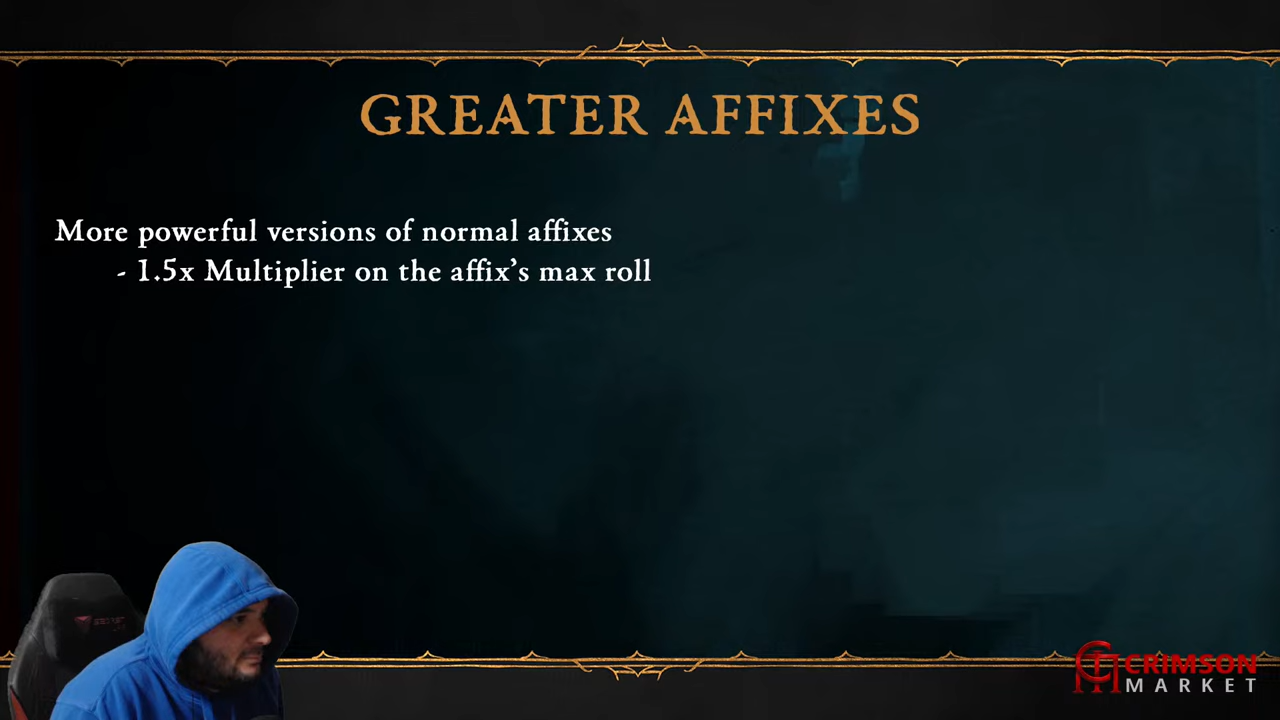 GREATER AFFIXES
More powerful versions of normal affixes
- 1.5x Multiplier on the affix's max roll
CRIMSON
MARKET